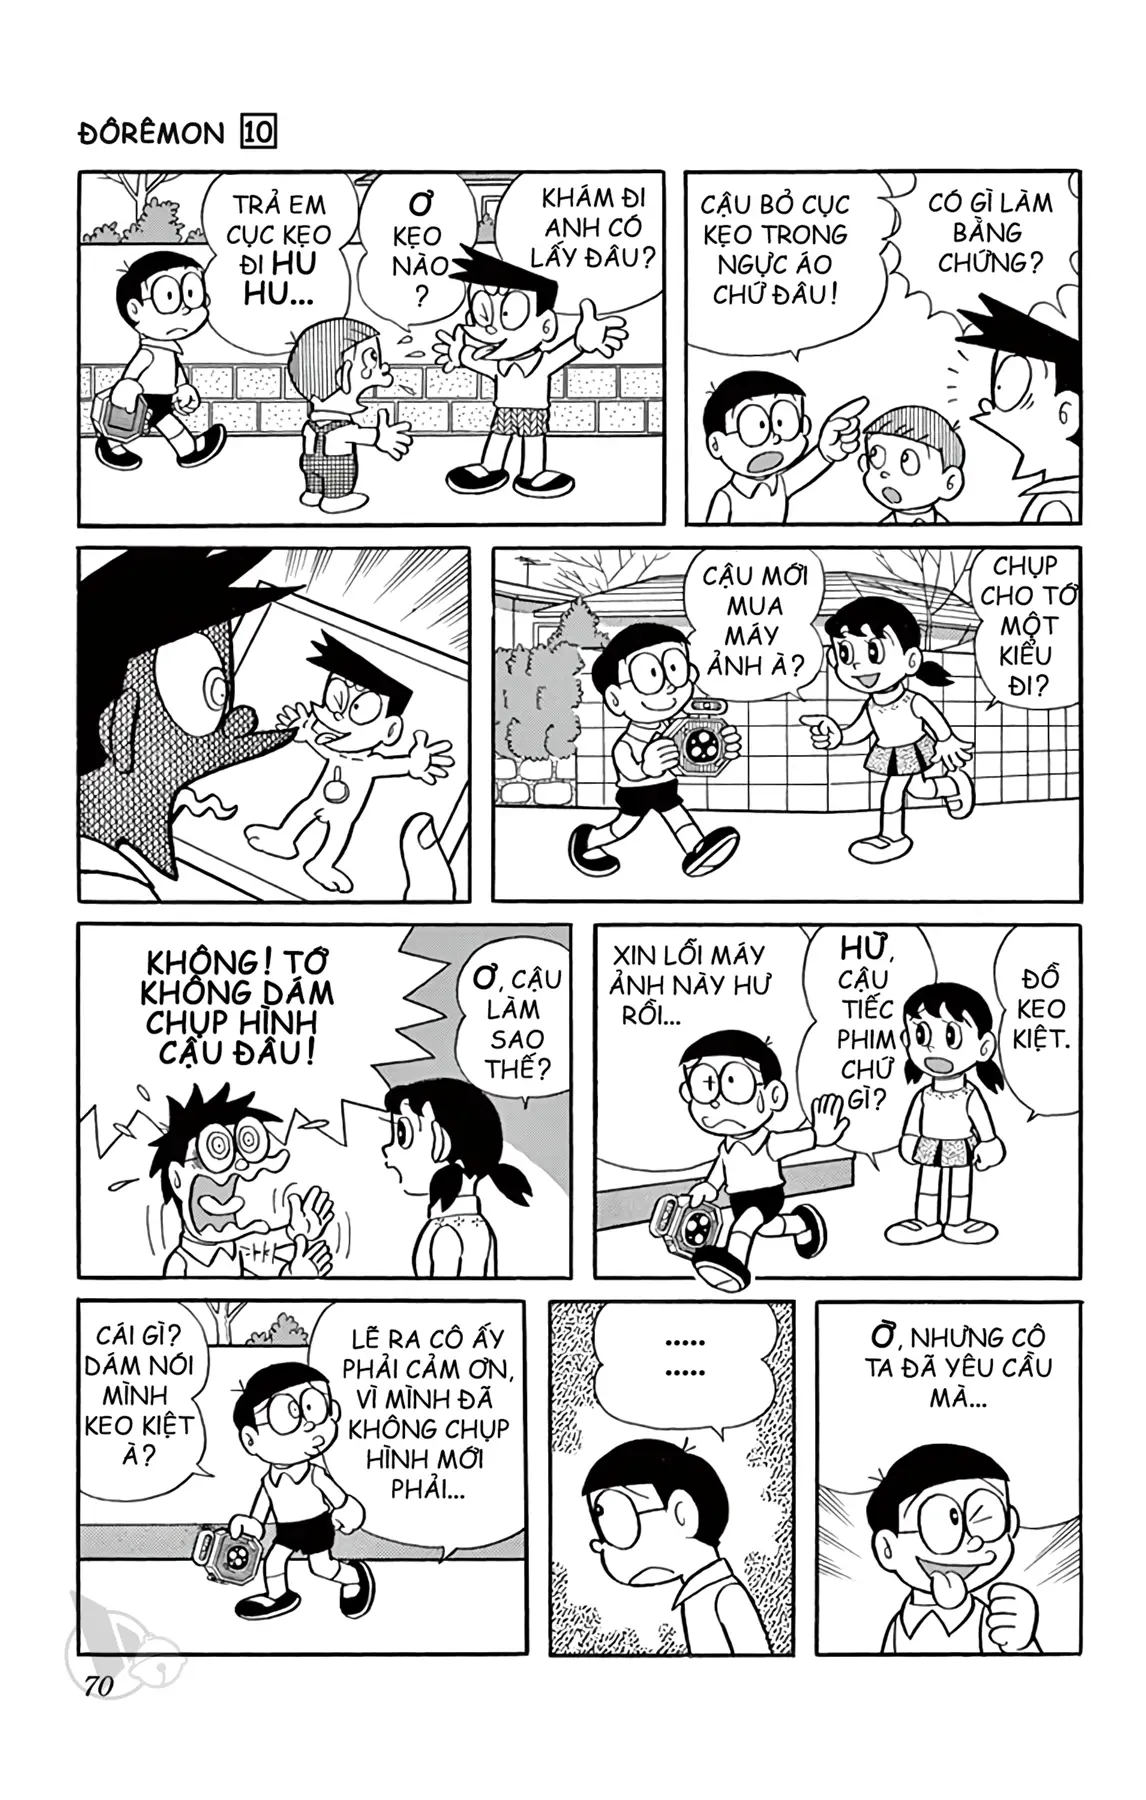 ĐÔRÊMON 10
TRẢ EM
CỤC KẸO
ĐI HU
HU...
Ơ
KẸO
NÀO
?
KHÁM ĐI
ANH CÓ
LẤY ĐÂU?
CẬU BỎ CỤC
KẸO TRONG
NGỰC ÁO
CHỨ ĐÂU!
CÓ GÌ LÀM
BẰNG
CHỨNG?
CẬU MỚI
MUA
MÁY
ẢNH À?
CHỤP
CHO TỚ
MỘT
KIỂU
ĐI?
KHÔNG! TỚ
KHÔNG DÁM
CHỤP HÌNH
CẬU ĐÂU!
Ơ, CẬU
LÀM
SAO
THẾ?
XIN LỖI MÁY
ẢNH NÀY HƯ
RỒI...
HỪ,
CẬU
TIẾC
PHIM
CHỨ
GÌ?
ĐỒ
KEO
KIỆT.
CÁI GÌ?
DÁM NÓI
MÌNH
KEO KIỆT
À?
LẼ RA CÔ ẤY
PHẢI CẢM ƠN,
VÌ MÌNH ĐÃ
KHÔNG CHỤP
HÌNH MỚI
PHẢI...
......
......
Ờ, NHƯNG CÔ
TA ĐÃ YÊU CẦU
MÀ...
70